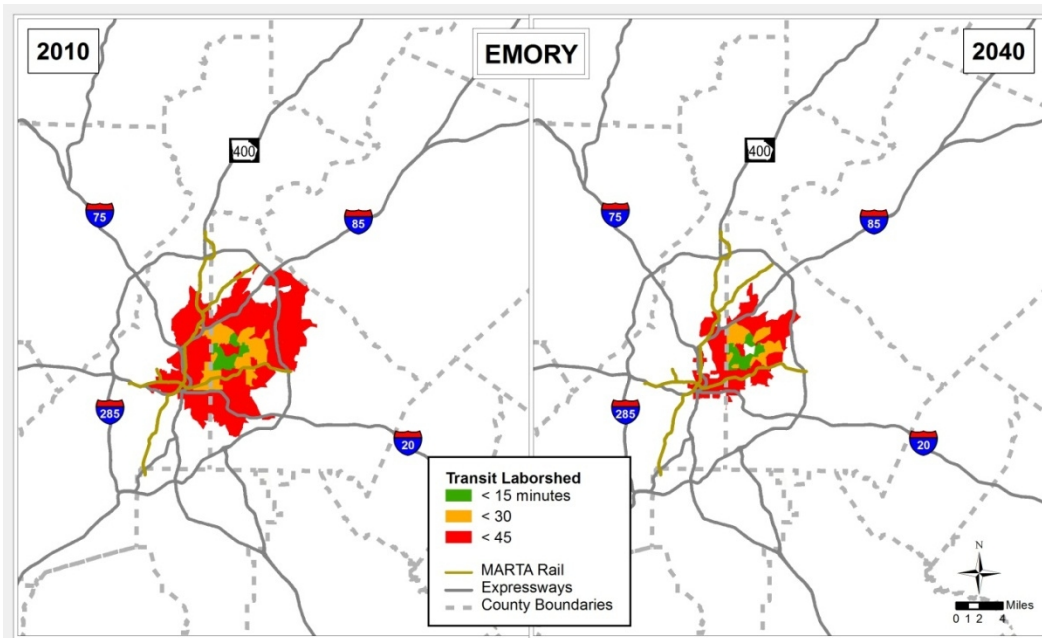 2010
EMORY
2040
400
400
75
85
75
85
285
20
285
20
Transit Laborshed
< 15 minutes
< 30
< 45
MARTA Rail
Expressways
County Boundaries
N
Miles
0 1 2 4